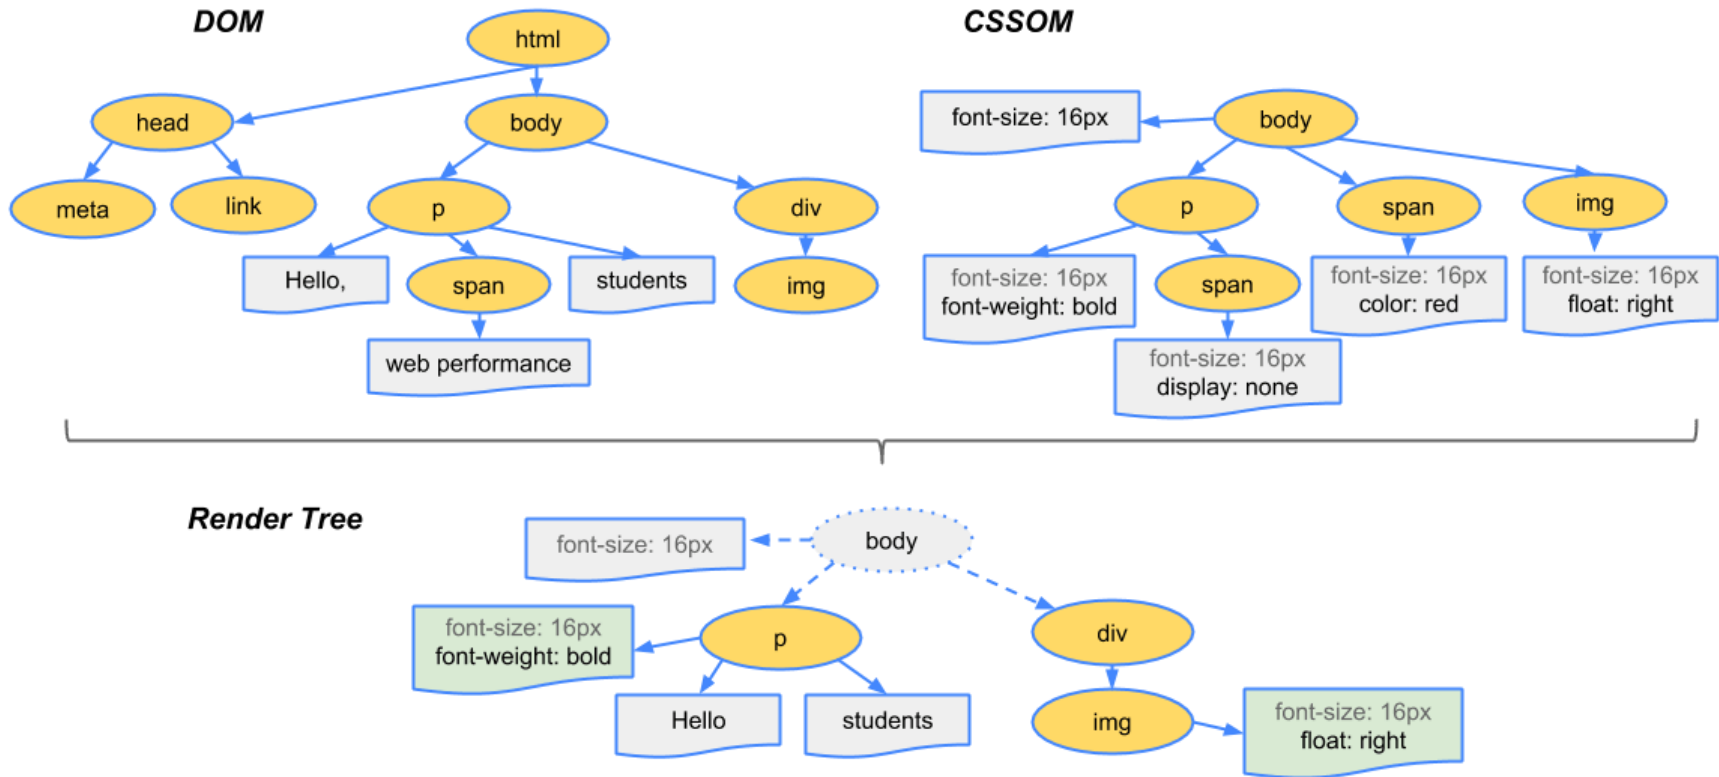 DOM
html
head
body
meta
link
p
div
Hello,
span
students
img
web performance
CSSOM
font-size: 16px
body
p
span
img
font-size: 16px
font-weight: bold
span
font-size: 16px
color: red
font-size: 16px
float: right
font-size: 16px
display: none
Render Tree
font-size: 16px
body
font-size: 16px
font-weight: bold
p
div
Hello
students
img
font-size: 16px
float: right